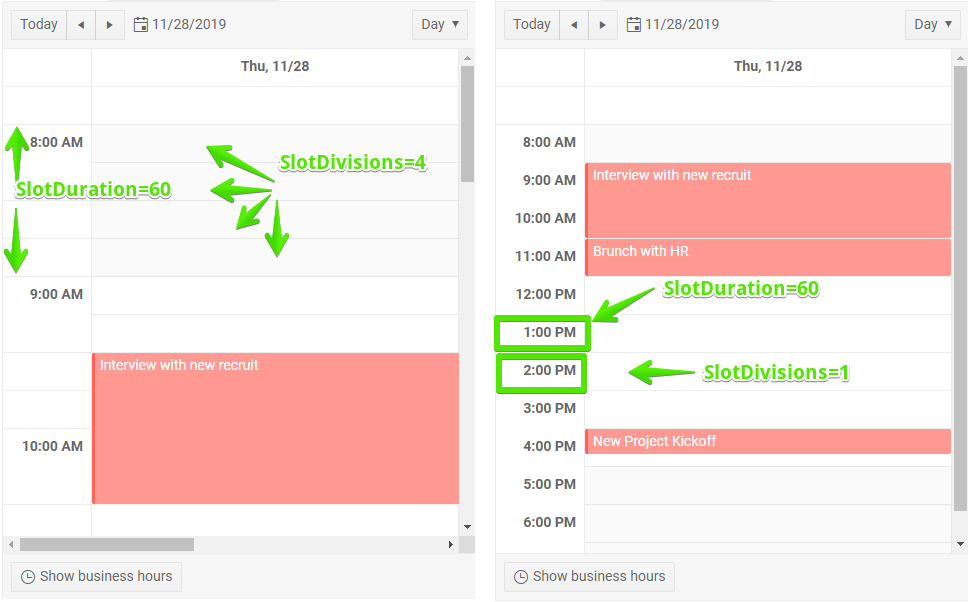 Today 11/28/2019 Day
Thu, 11/28
8:00 AM
SlotDivisions=4
SlotDuration=60
9:00 AM
Interview with new recruit
10:00 AM
Show business hours
Today 11/28/2019 Day
Thu, 11/28
8:00 AM
9:00 AM Interview with new recruit
10:00 AM
11:00 AM Brunch with HR
12:00 PM SlotDuration=60
1:00 PM
2:00 PM SlotDivisions=1
3:00 PM
4:00 PM New Project Kickoff
5:00 PM
6:00 PM
Show business hours